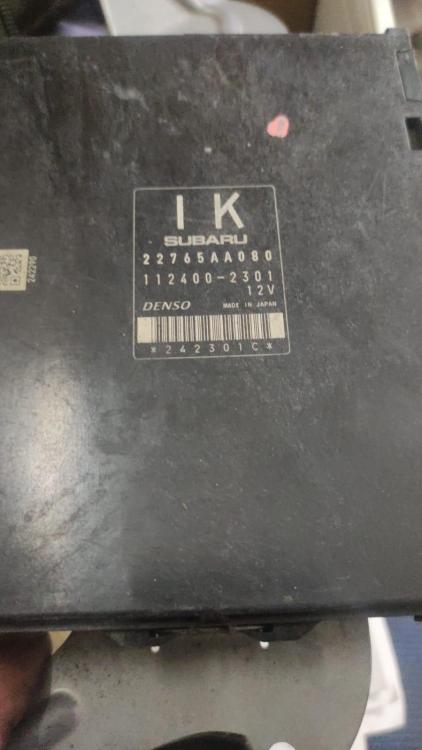 IK
SUBARU
22765AA080
112400-2301
12V
DENSO MADE IN JAPAN
*242301C*